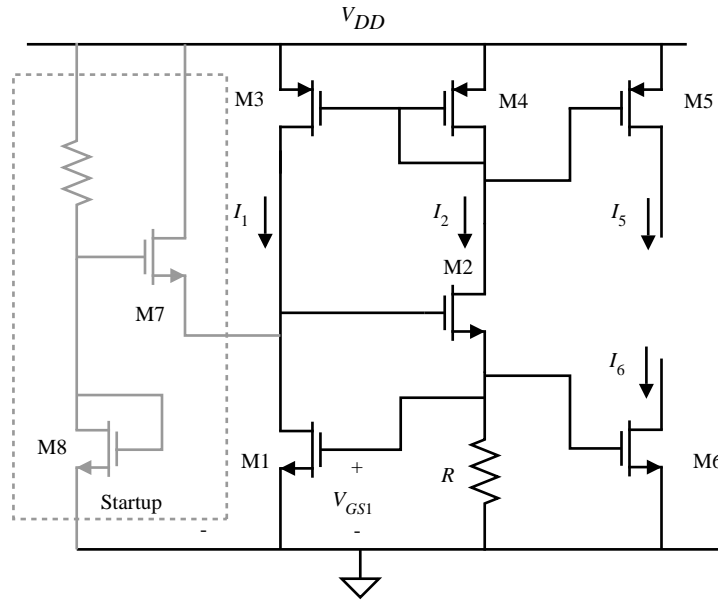 V_DD
M3
M4
M5
I_1
I_2
I_5
M2
M7
I_6
M8
M1
+
R
M6
V_GS1
Startup
-
-